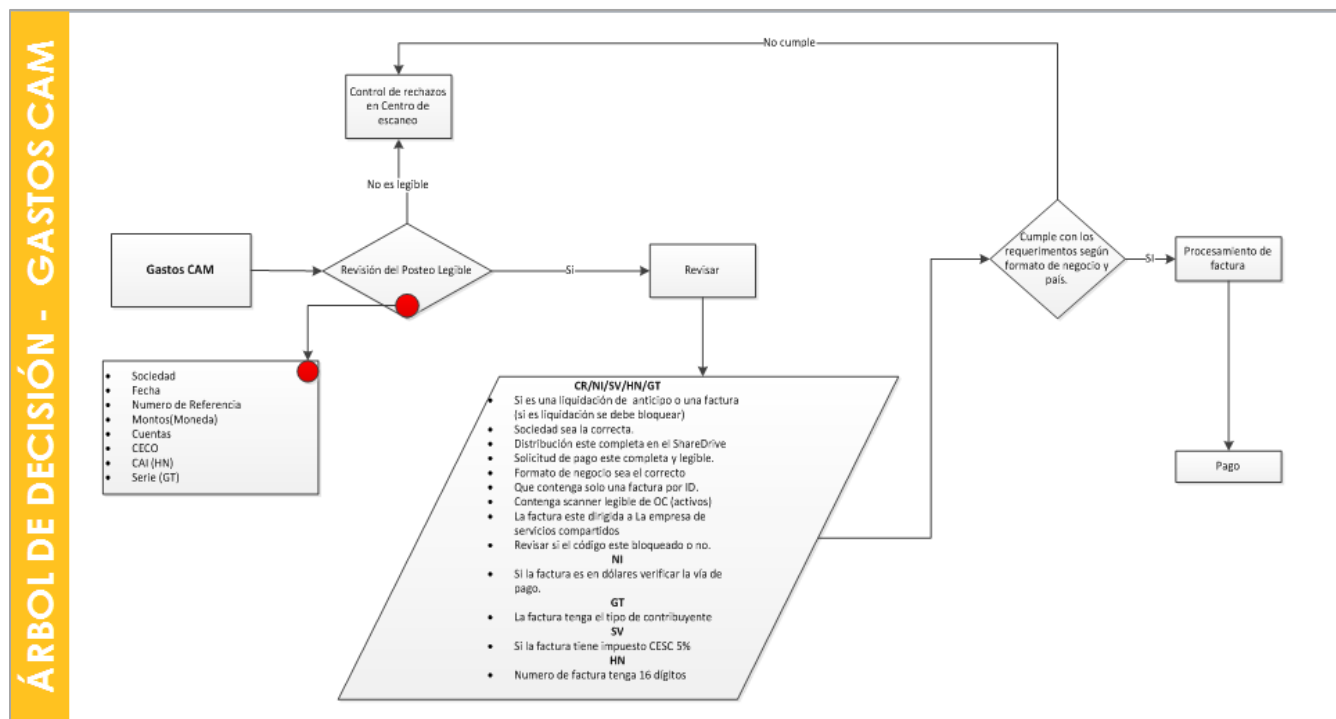 ÁRBOL DE DECISIÓN - GASTOS CAM
No cumple
Control de rechazos
en Centro de
escaneo
No es legible
Gastos CAM
Revisión del Posteo Legible
Si
Revisar
Cumple con los
requerimentos según
formato de negocio y
país.
SI
Procesamiento de
factura
Pago
• Sociedad
• Fecha
• Numero de Referencia
• Montos(Moneda)
• Cuentas
• CECO
• CAI (HN)
• Serie (GT)
CR/NI/SV/HN/GT
• Si es una liquidación de anticipo o una factura
(si es liquidación se debe bloquear)
• Sociedad sea la correcta.
• Distribución este completa en el ShareDrive
• Solicitud de pago este completa y legible.
• Formato de negocio sea el correcto
• Que contenga solo una factura por ID.
• Contenga scanner legible de OC (activos)
• La factura este dirigida a La empresa de
servicios compartidos
• Revisar si el código este bloqueado o no.
NI
• Si la factura es en dólares verificar la vía de
pago.
GT
• La factura tenga el tipo de contribuyente
SV
• Si la factura tiene impuesto CESC 5%
HN
• Numero de factura tenga 16 dígitos